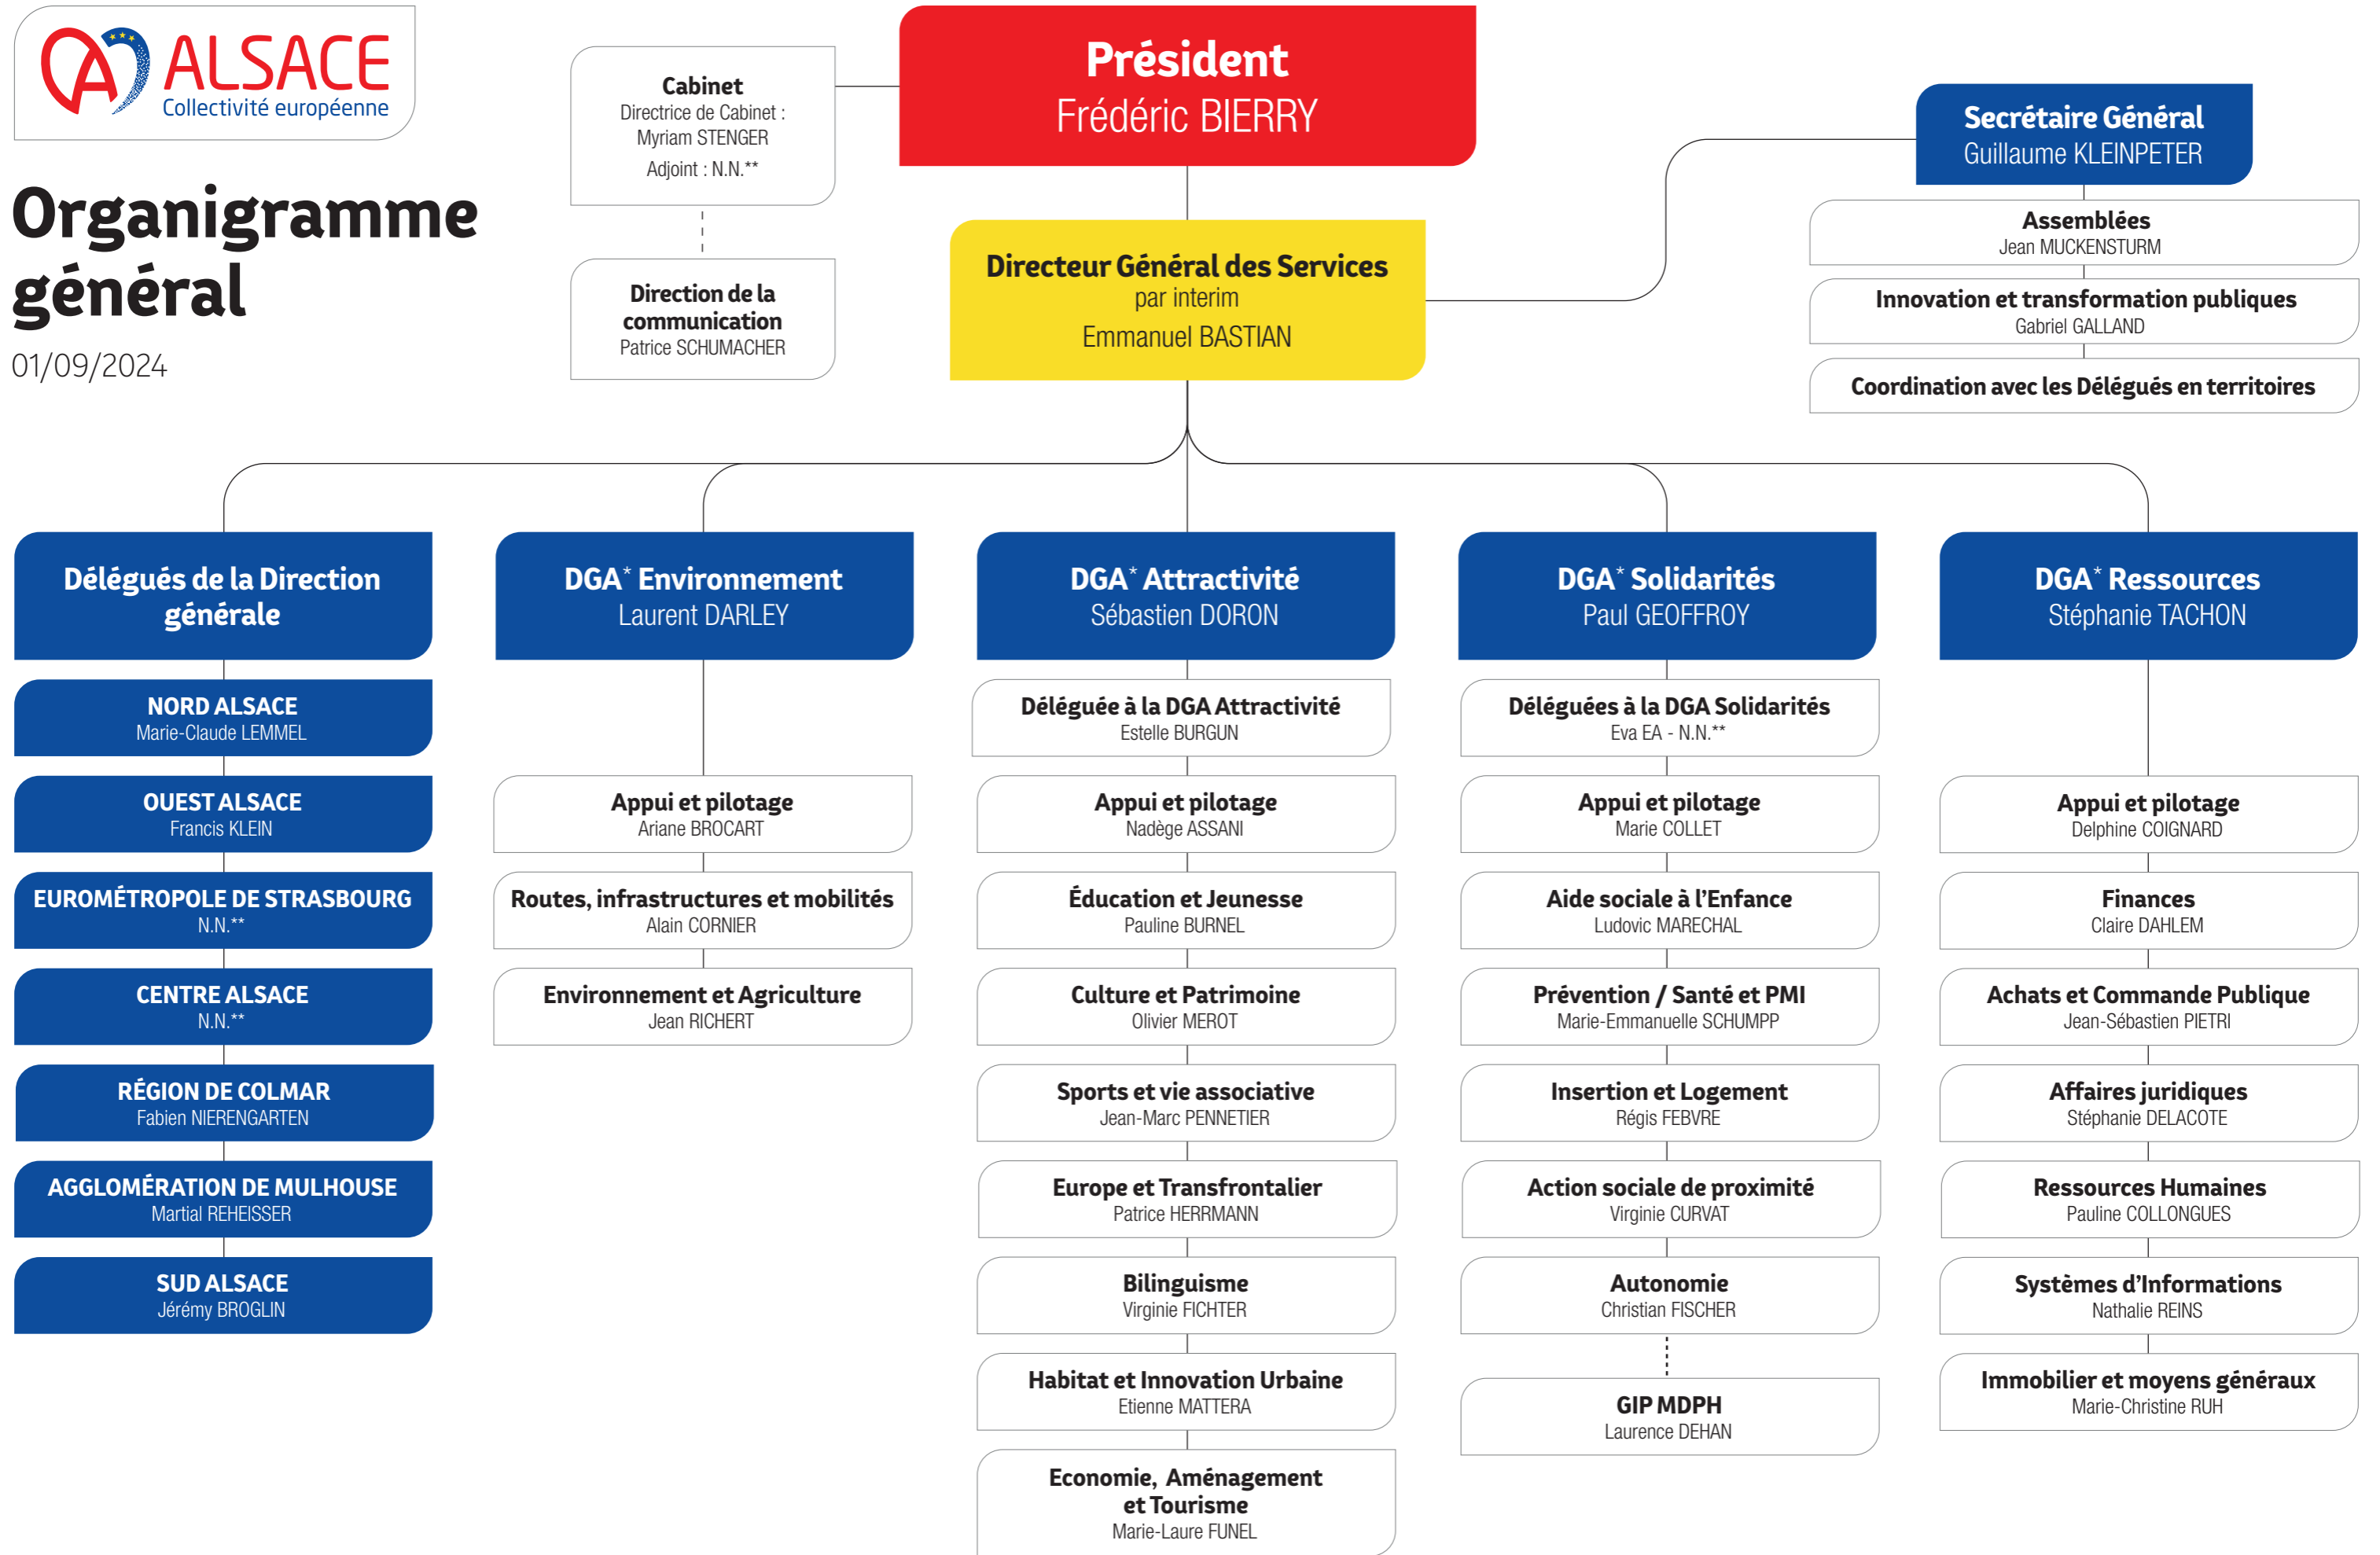 ALSACE
Collectivité européenne
Organigramme
général
01/09/2024
Cabinet
Directrice de Cabinet :
Myriam STENGER
Adjoint : N.N.**
Direction de la
communication
Patrice SCHUMACHER
Président
Frédéric BIERRY
Directeur Général des Services
par interim
Emmanuel BASTIAN
Secrétaire Général
Guillaume KLEINPETER
Assemblées
Jean MUCKENSTURM
Innovation et transformation publiques
Gabriel GALLAND
Coordination avec les Délégués en territoires
Délégués de la Direction
générale
NORD ALSACE
Marie-Claude LEMMEL
OUEST ALSACE
Francis KLEIN
EUROMÉTROPOLE DE STRASBOURG
N.N.**
CENTRE ALSACE
N.N.**
RÉGION DE COLMAR
Fabien NIERENGARTEN
AGGLOMÉRATION DE MULHOUSE
Martial REHEISSER
SUD ALSACE
Jérémy BROGLIN
DGA* Environnement
Laurent DARLEY
Appui et pilotage
Ariane BROCART
Routes, infrastructures et mobilités
Alain CORNIER
Environnement et Agriculture
Jean RICHERT
DGA* Attractivité
Sébastien DORON
Déléguée à la DGA Attractivité
Estelle BURGUN
Appui et pilotage
Nadège ASSANI
Éducation et Jeunesse
Pauline BURNEL
Culture et Patrimoine
Olivier MEROT
Sports et vie associative
Jean-Marc PENNETIER
Europe et Transfrontalier
Patrice HERRMANN
Bilinguisme
Virginie FICHTER
Habitat et Innovation Urbaine
Etienne MATTERA
Economie, Aménagement
et Tourisme
Marie-Laure FUNEL
DGA* Solidarités
Paul GEOFFROY
Déléguées à la DGA Solidarités
Eva EA - N.N.**
Appui et pilotage
Marie COLLET
Aide sociale à l’Enfance
Ludovic MARECHAL
Prévention / Santé et PMI
Marie-Emmanuelle SCHUMPP
Insertion et Logement
Régis FEBVRE
Action sociale de proximité
Virginie CURVAT
Autonomie
Christian FISCHER
GIP MDPH
Laurence DEHAN
DGA* Ressources
Stéphanie TACHON
Appui et pilotage
Delphine COIGNARD
Finances
Claire DAHLEM
Achats et Commande Publique
Jean-Sébastien PIETRI
Affaires juridiques
Stéphanie DELACOTE
Ressources Humaines
Pauline COLLONGUES
Systèmes d’Informations
Nathalie REINS
Immobilier et moyens généraux
Marie-Christine RUH